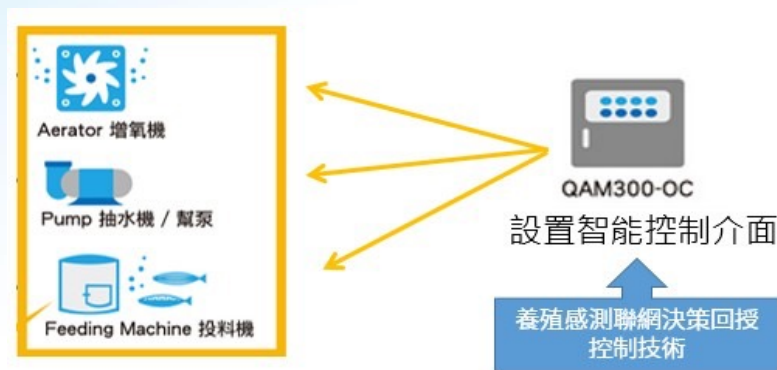 Aerator 增氧機
Pump 抽水機 / 幫泵
Feeding Machine 投料機
QAM300-OC
設置智能控制介面
養殖感測聯網決策回授
控制技術